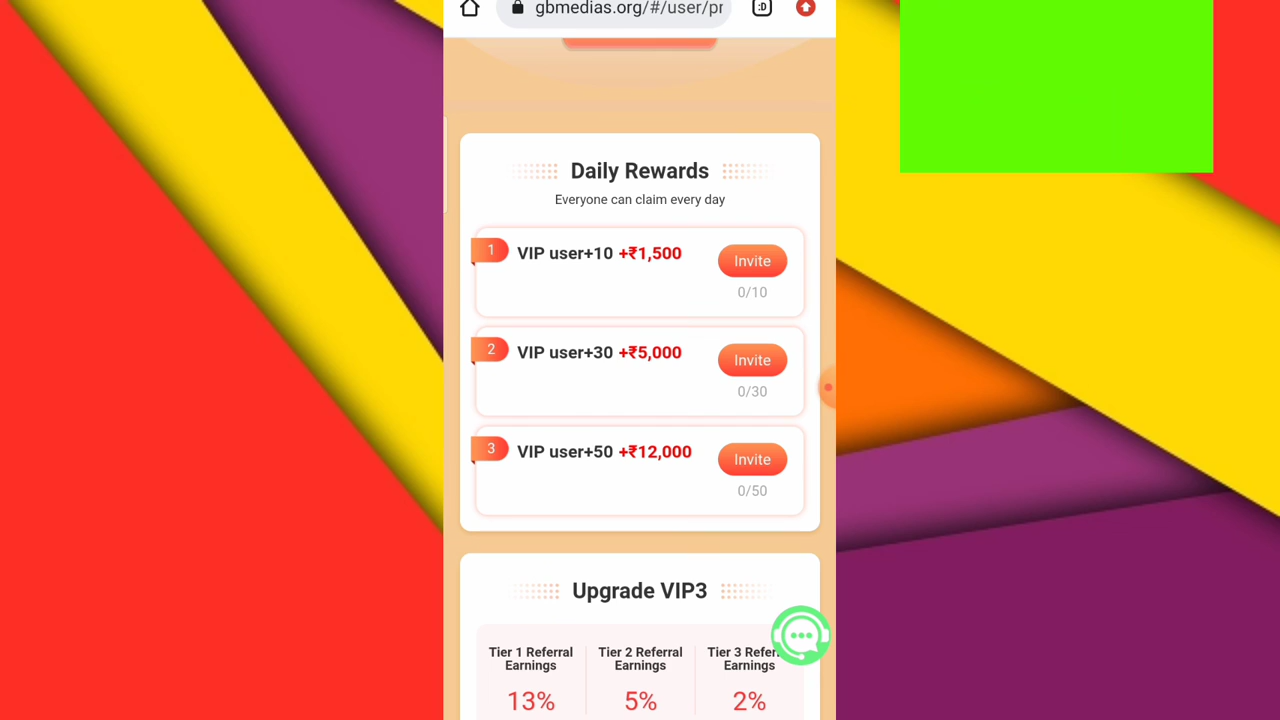 gbmedias.org/#/user/pr
:D
Daily Rewards
Everyone can claim every day
1
VIP user+10 +₹1,500
Invite
0/10
2
VIP user+30 +₹5,000
Invite
0/30
3
VIP user+50 +₹12,000
Invite
0/50
Upgrade VIP3
Tier 1 Referral Earnings
Tier 2 Referral Earnings
Tier 3 Refer Earnings
13%
5%
2%